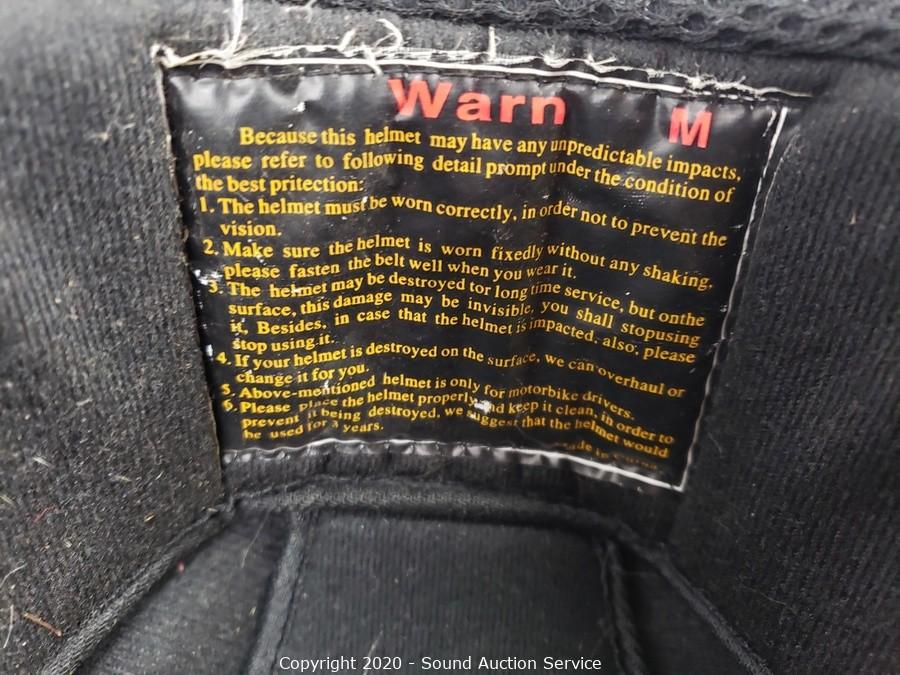 Warn M
Because this helmet may have any unpredictable impacts,
please refer to following detail prompt under the condition of
the best pritection:
1. The helmet must be worn correctly, in order not to prevent the
vision.
2. Make sure the helmet is worn fixedly without any shaking,
please fasten the belt well when you wear it.
3. The helmet may be destroyed tor long time service, but onthe
surface, this damage may be invisible, you shall stopusing
it, Besides, in case that the helmet is impacted, also, please
stop using it.
4. If your helmet is destroyed on the surface, we can overhaul or
change it for you.
5. Above-mentioned helmet is only for motorbike drivers.
6. Please place the helmet properly and keep it clean, in order to
prevent it being destroyed, we suggest that the helmet would
be used for 3 years.
Made in China.
Copyright 2020 - Sound Auction Service